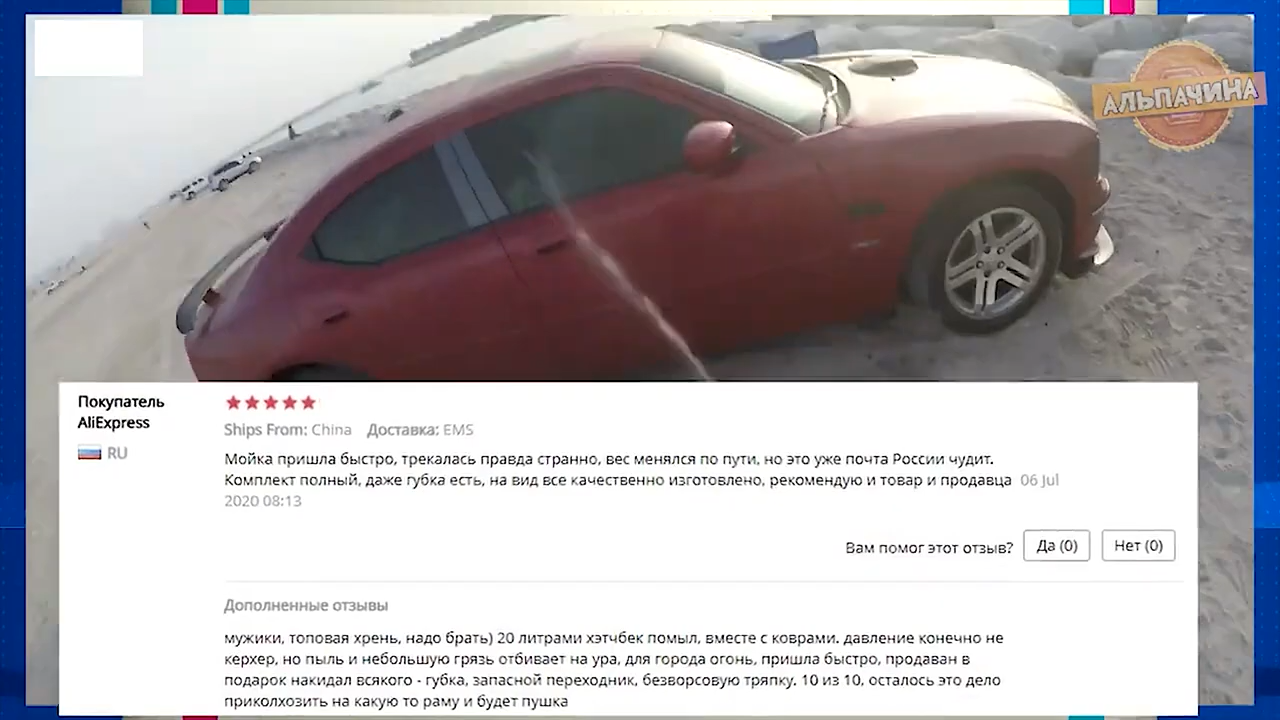 АЛЬПАЧИНА
Покупатель
AliExpress
RU
Ships From: China Доставка: EMS
Мойка пришла быстро, трекалась правда странно, вес менялся по пути, но это уже почта России чудит.
Комплект полный, даже губка есть, на вид все качественно изготовлено, рекомендую и товар и продавца 06 Jul
2020 08:13
Вам помог этот отзыв? Да (0) Нет (0)
Дополненные отзывы
мужики, топовая хрень, надо брать) 20 литрами хэтчбек помыл, вместе с коврами. давление конечно не
керхер, но пыль и небольшую грязь отбивает на ура, для города огонь, пришла быстро, продаван в
подарок накидал всякого - губка, запасной переходник, безворсовую тряпку. 10 из 10, осталось это дело
приколхозить на какую то раму и будет пушка